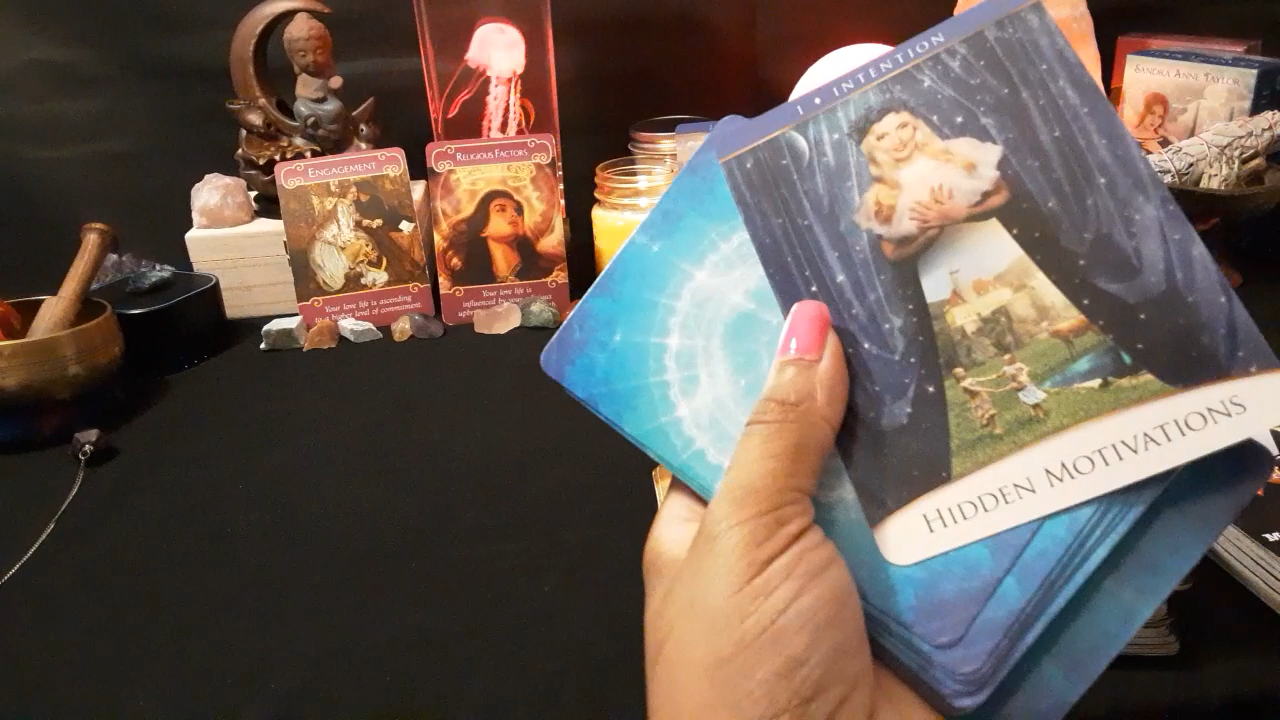 ENGAGEMENT
Your love life is ascending
to a higher level of commitment.
RELIGIOUS FACTORS
Your love life is
influenced by your religious
I • INTENTION
HIDDEN MOTIVATIONS
SANDRA ANNE TAYLOR